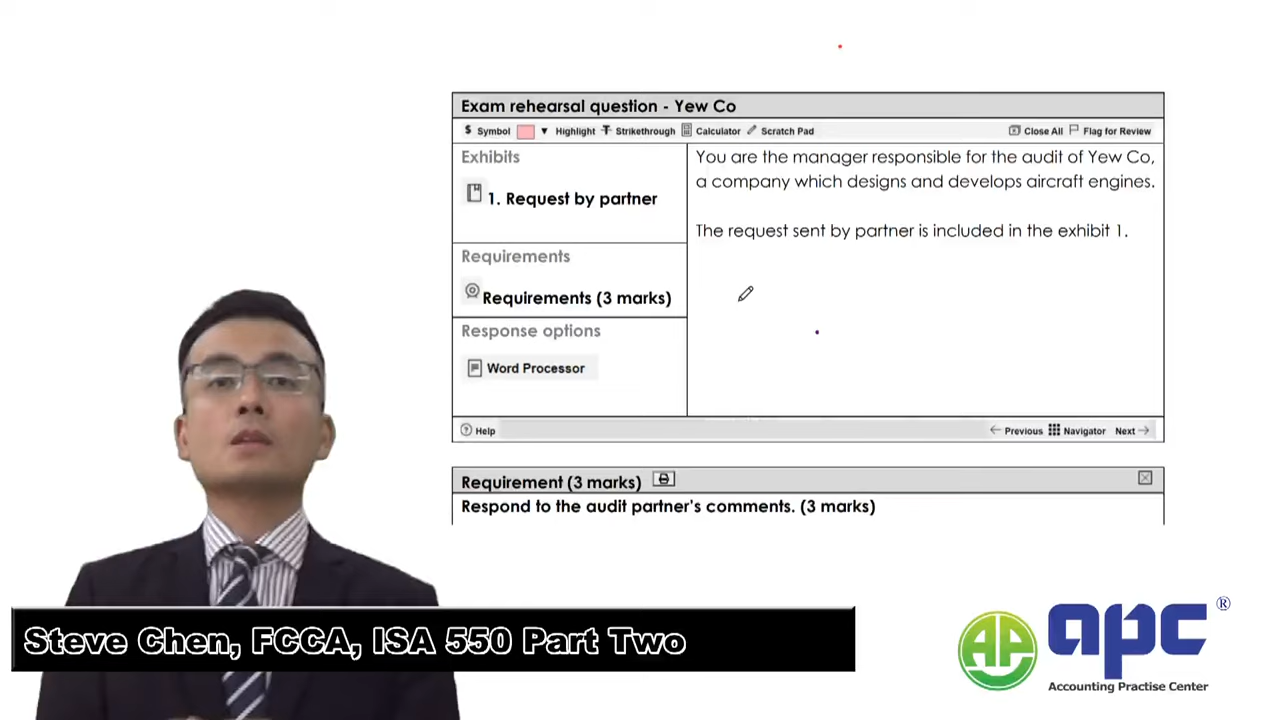 Exam rehearsal question - Yew Co
$ Symbol ▼ Highlight T Strikethrough Calculator Scratch Pad Close All Flag for Review
Exhibits
1. Request by partner
Requirements
Requirements (3 marks)
Response options
Word Processor
You are the manager responsible for the audit of Yew Co,
a company which designs and develops aircraft engines.
The request sent by partner is included in the exhibit 1.
? Help
← Previous Navigator Next →
Requirement (3 marks)
Respond to the audit partner's comments. (3 marks)
Steve Chen, FCCA, ISA 550 Part Two
AP
apc®
Accounting Practise Center